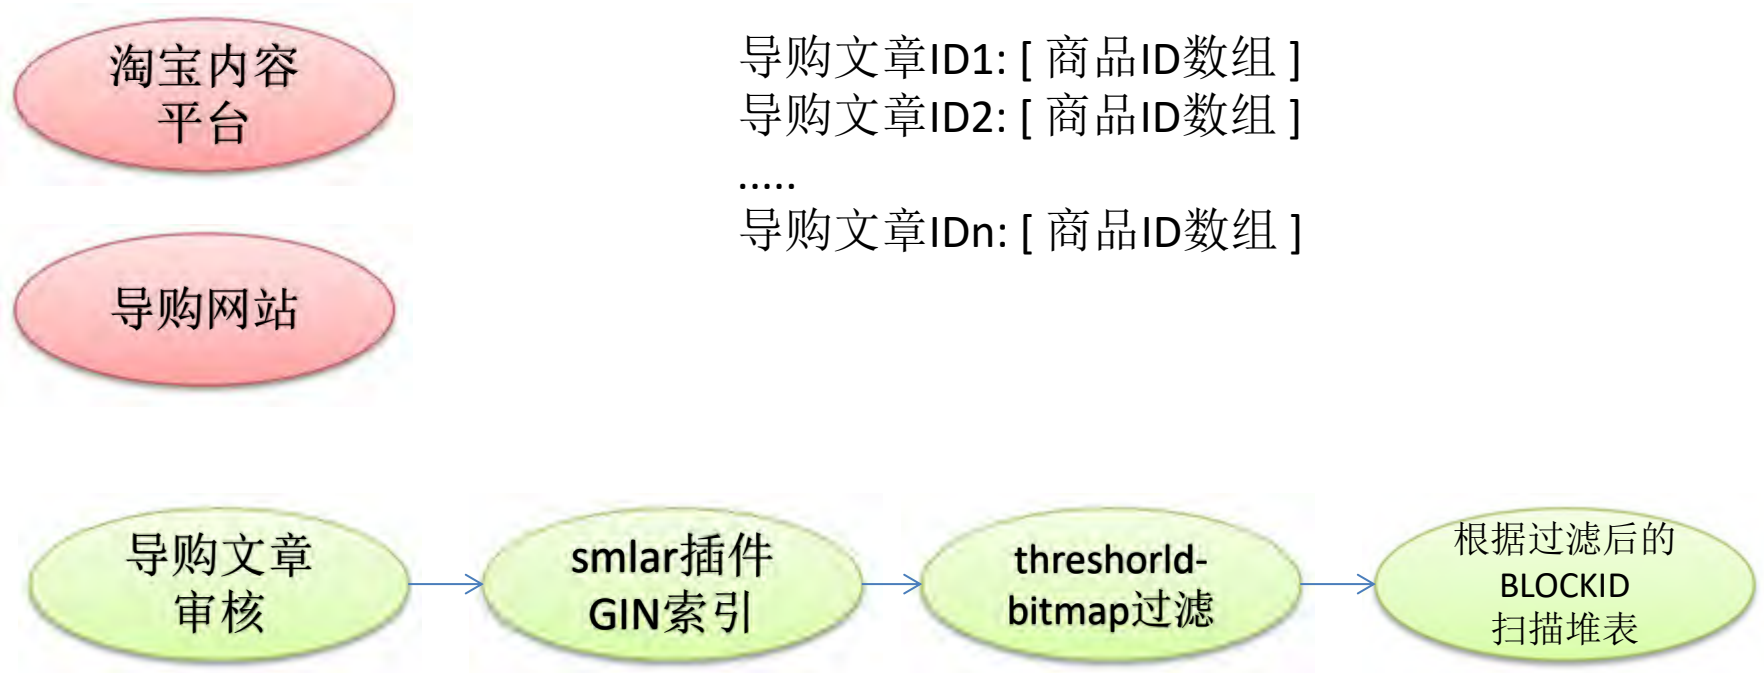 淘宝内容
平台
导购文章ID1: [ 商品ID数组 ]
导购文章ID2: [ 商品ID数组 ]
.....
导购文章IDn: [ 商品ID数组 ]
导购网站
导购文章
审核
smlar插件
GIN索引
threshorld-
bitmap过滤
根据过滤后的
BLOCKID
扫描堆表